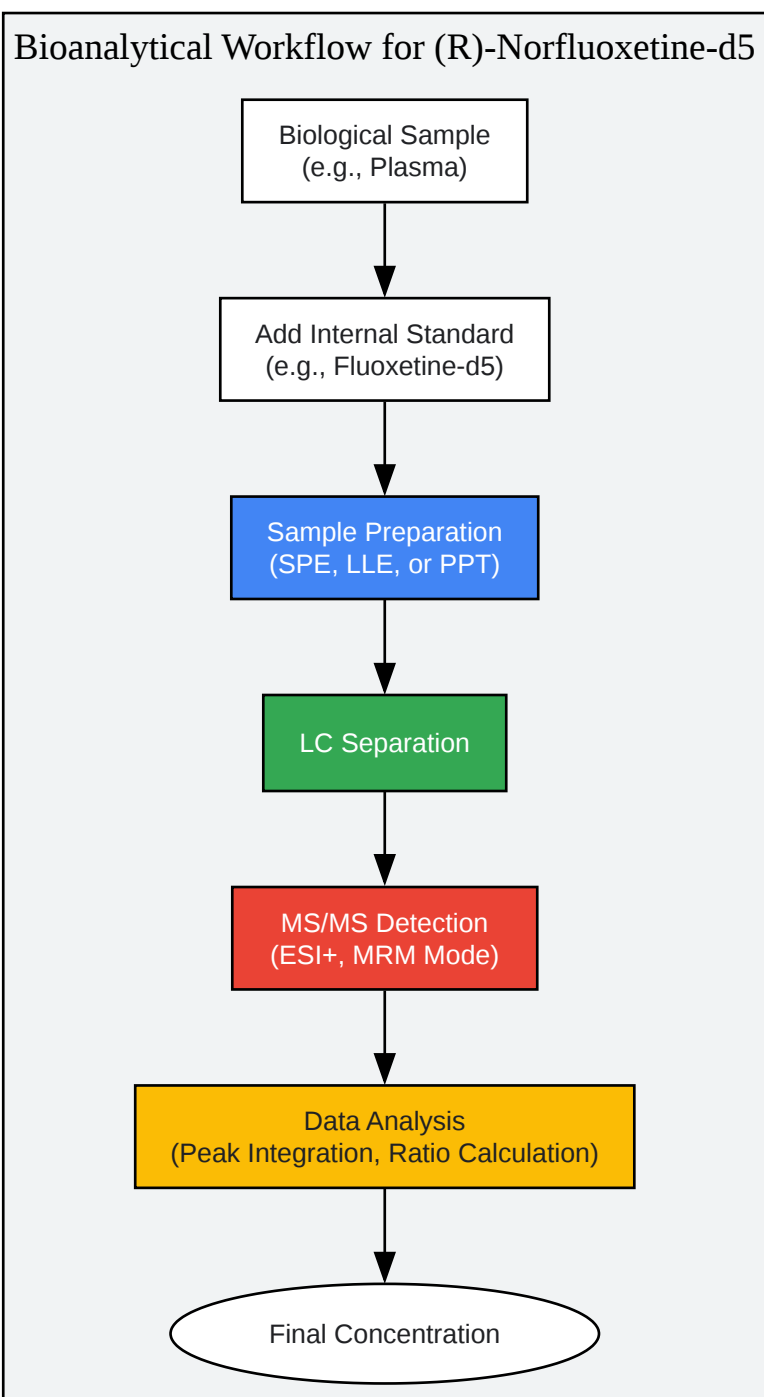 Bioanalytical Workflow for (R)-Norfluoxetine-d5
Biological Sample
(e.g., Plasma)
Add Internal Standard
(e.g., Fluoxetine-d5)
Sample Preparation
(SPE, LLE, or PPT)
LC Separation
MS/MS Detection
(ESI+, MRM Mode)
Data Analysis
(Peak Integration, Ratio Calculation)
Final Concentration